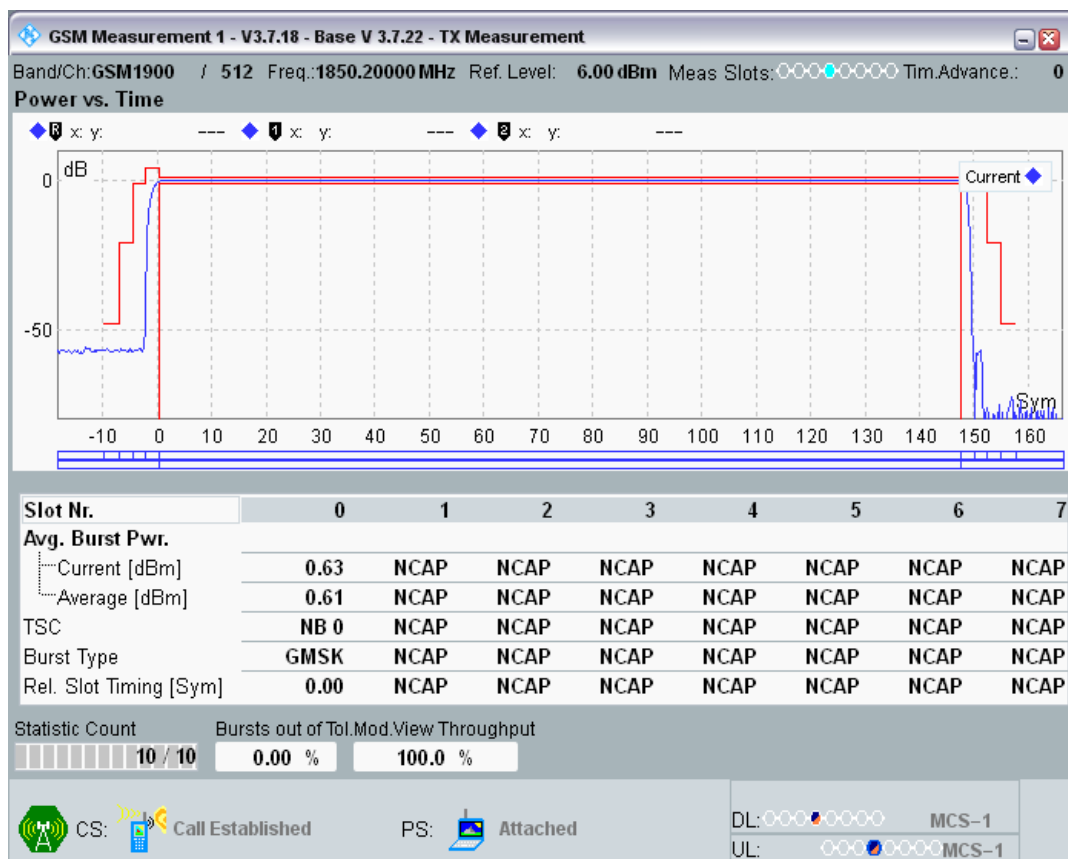 GSM Measurement 1 - V3.7.18 - Base V 3.7.22 - TX Measurement
Band/Ch:GSM1900 / 512 Freq.:1850.20000 MHz Ref. Level: 6.00 dBm Meas Slots: Tim.Advance.: 0
Power vs. Time
R x: y: --- 1 x: y: --- 2 x: y: ---
dB
0
Current
-50
Sym
-10 0 10 20 30 40 50 60 70 80 90 100 110 120 130 140 150 160
Slot Nr. 0 1 2 3 4 5 6 7
Avg. Burst Pwr.
Current [dBm] 0.63 NCAP NCAP NCAP NCAP NCAP NCAP NCAP
Average [dBm] 0.61 NCAP NCAP NCAP NCAP NCAP NCAP NCAP
TSC NB 0 NCAP NCAP NCAP NCAP NCAP NCAP NCAP
Burst Type GMSK NCAP NCAP NCAP NCAP NCAP NCAP NCAP
Rel. Slot Timing [Sym] 0.00 NCAP NCAP NCAP NCAP NCAP NCAP NCAP
Statistic Count Bursts out of Tol. Mod.View Throughput
10 / 10 0.00 % 100.0 %
CS: Call Established PS: Attached DL: MCS-1
UL: MCS-1